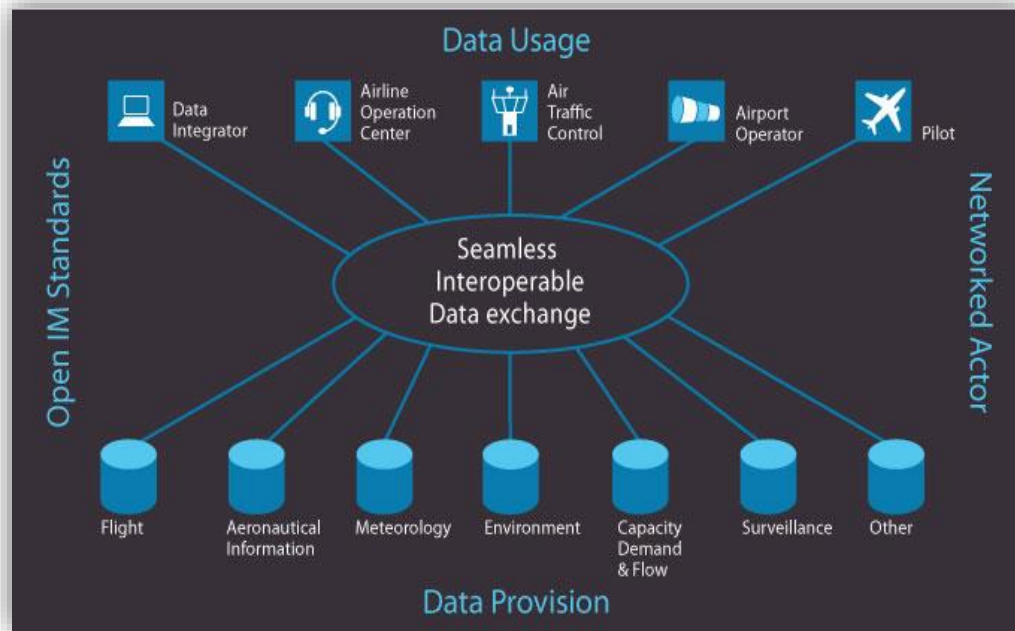 Data Usage
Data
Integrator
Airline
Operation
Center
Air
Traffic
Control
Airport
Operator
Pilot
Open IM Standards
Networked Actor
Seamless
Interoperable
Data exchange
Flight
Aeronautical
Information
Meteorology
Environment
Capacity
Demand
& Flow
Surveillance
Other
Data Provision